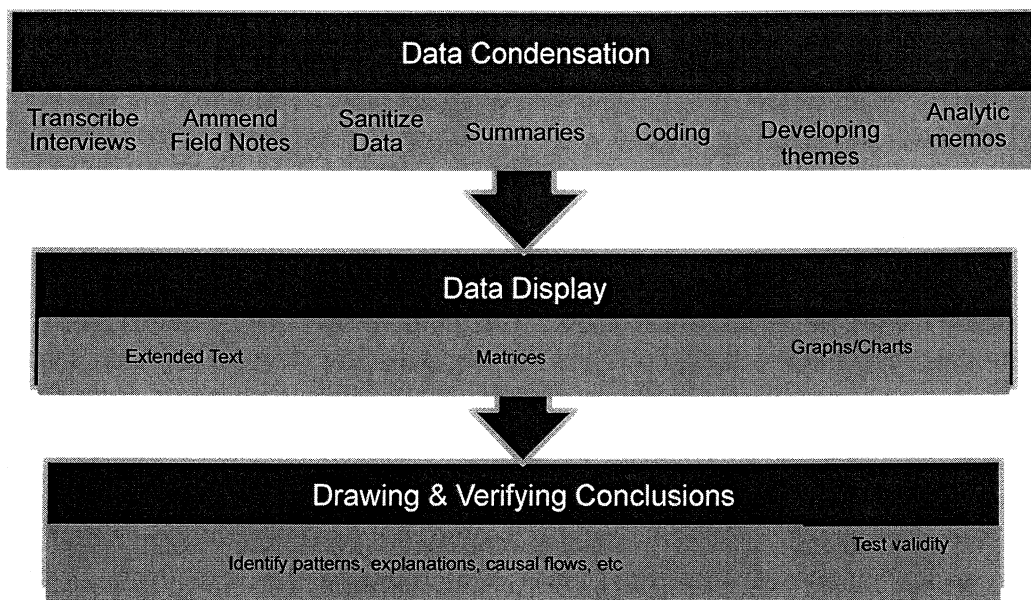 Data Condensation
Transcribe
Interviews
Ammend
Field Notes
Sanitize
Data
Summaries
Coding
Developing
themes
Analytic
memos
Data Display
Extended Text
Matrices
Graphs/Charts
Drawing & Verifying Conclusions
Identify patterns, explanations, causal flows, etc
Test validity